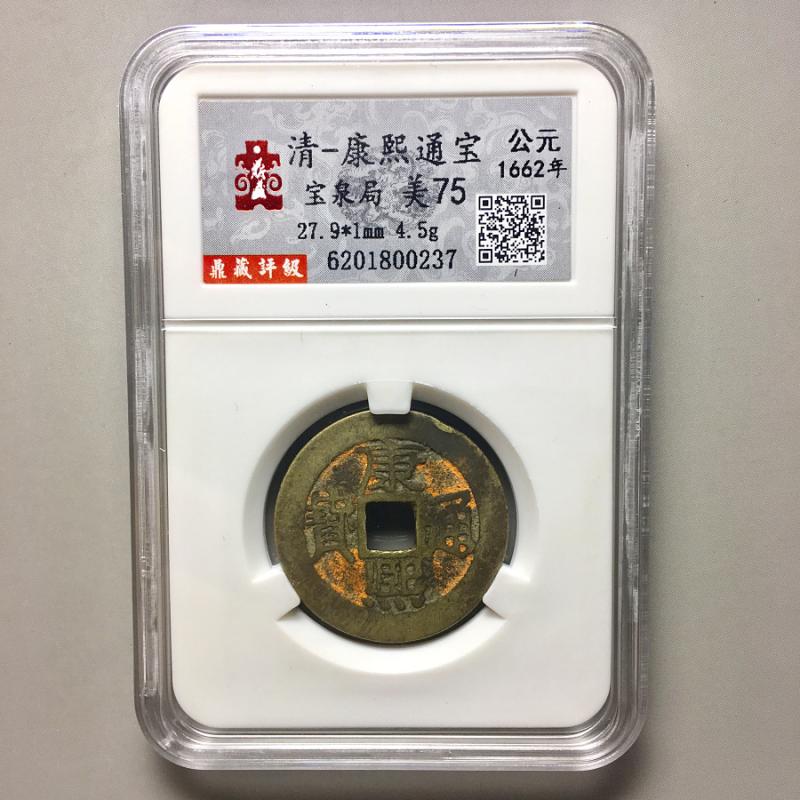 清-康熙通宝
公元
1662年
宝泉局 美75
27.9*1mm 4.5g
鼎藏評級
6201800237
康熙通寶